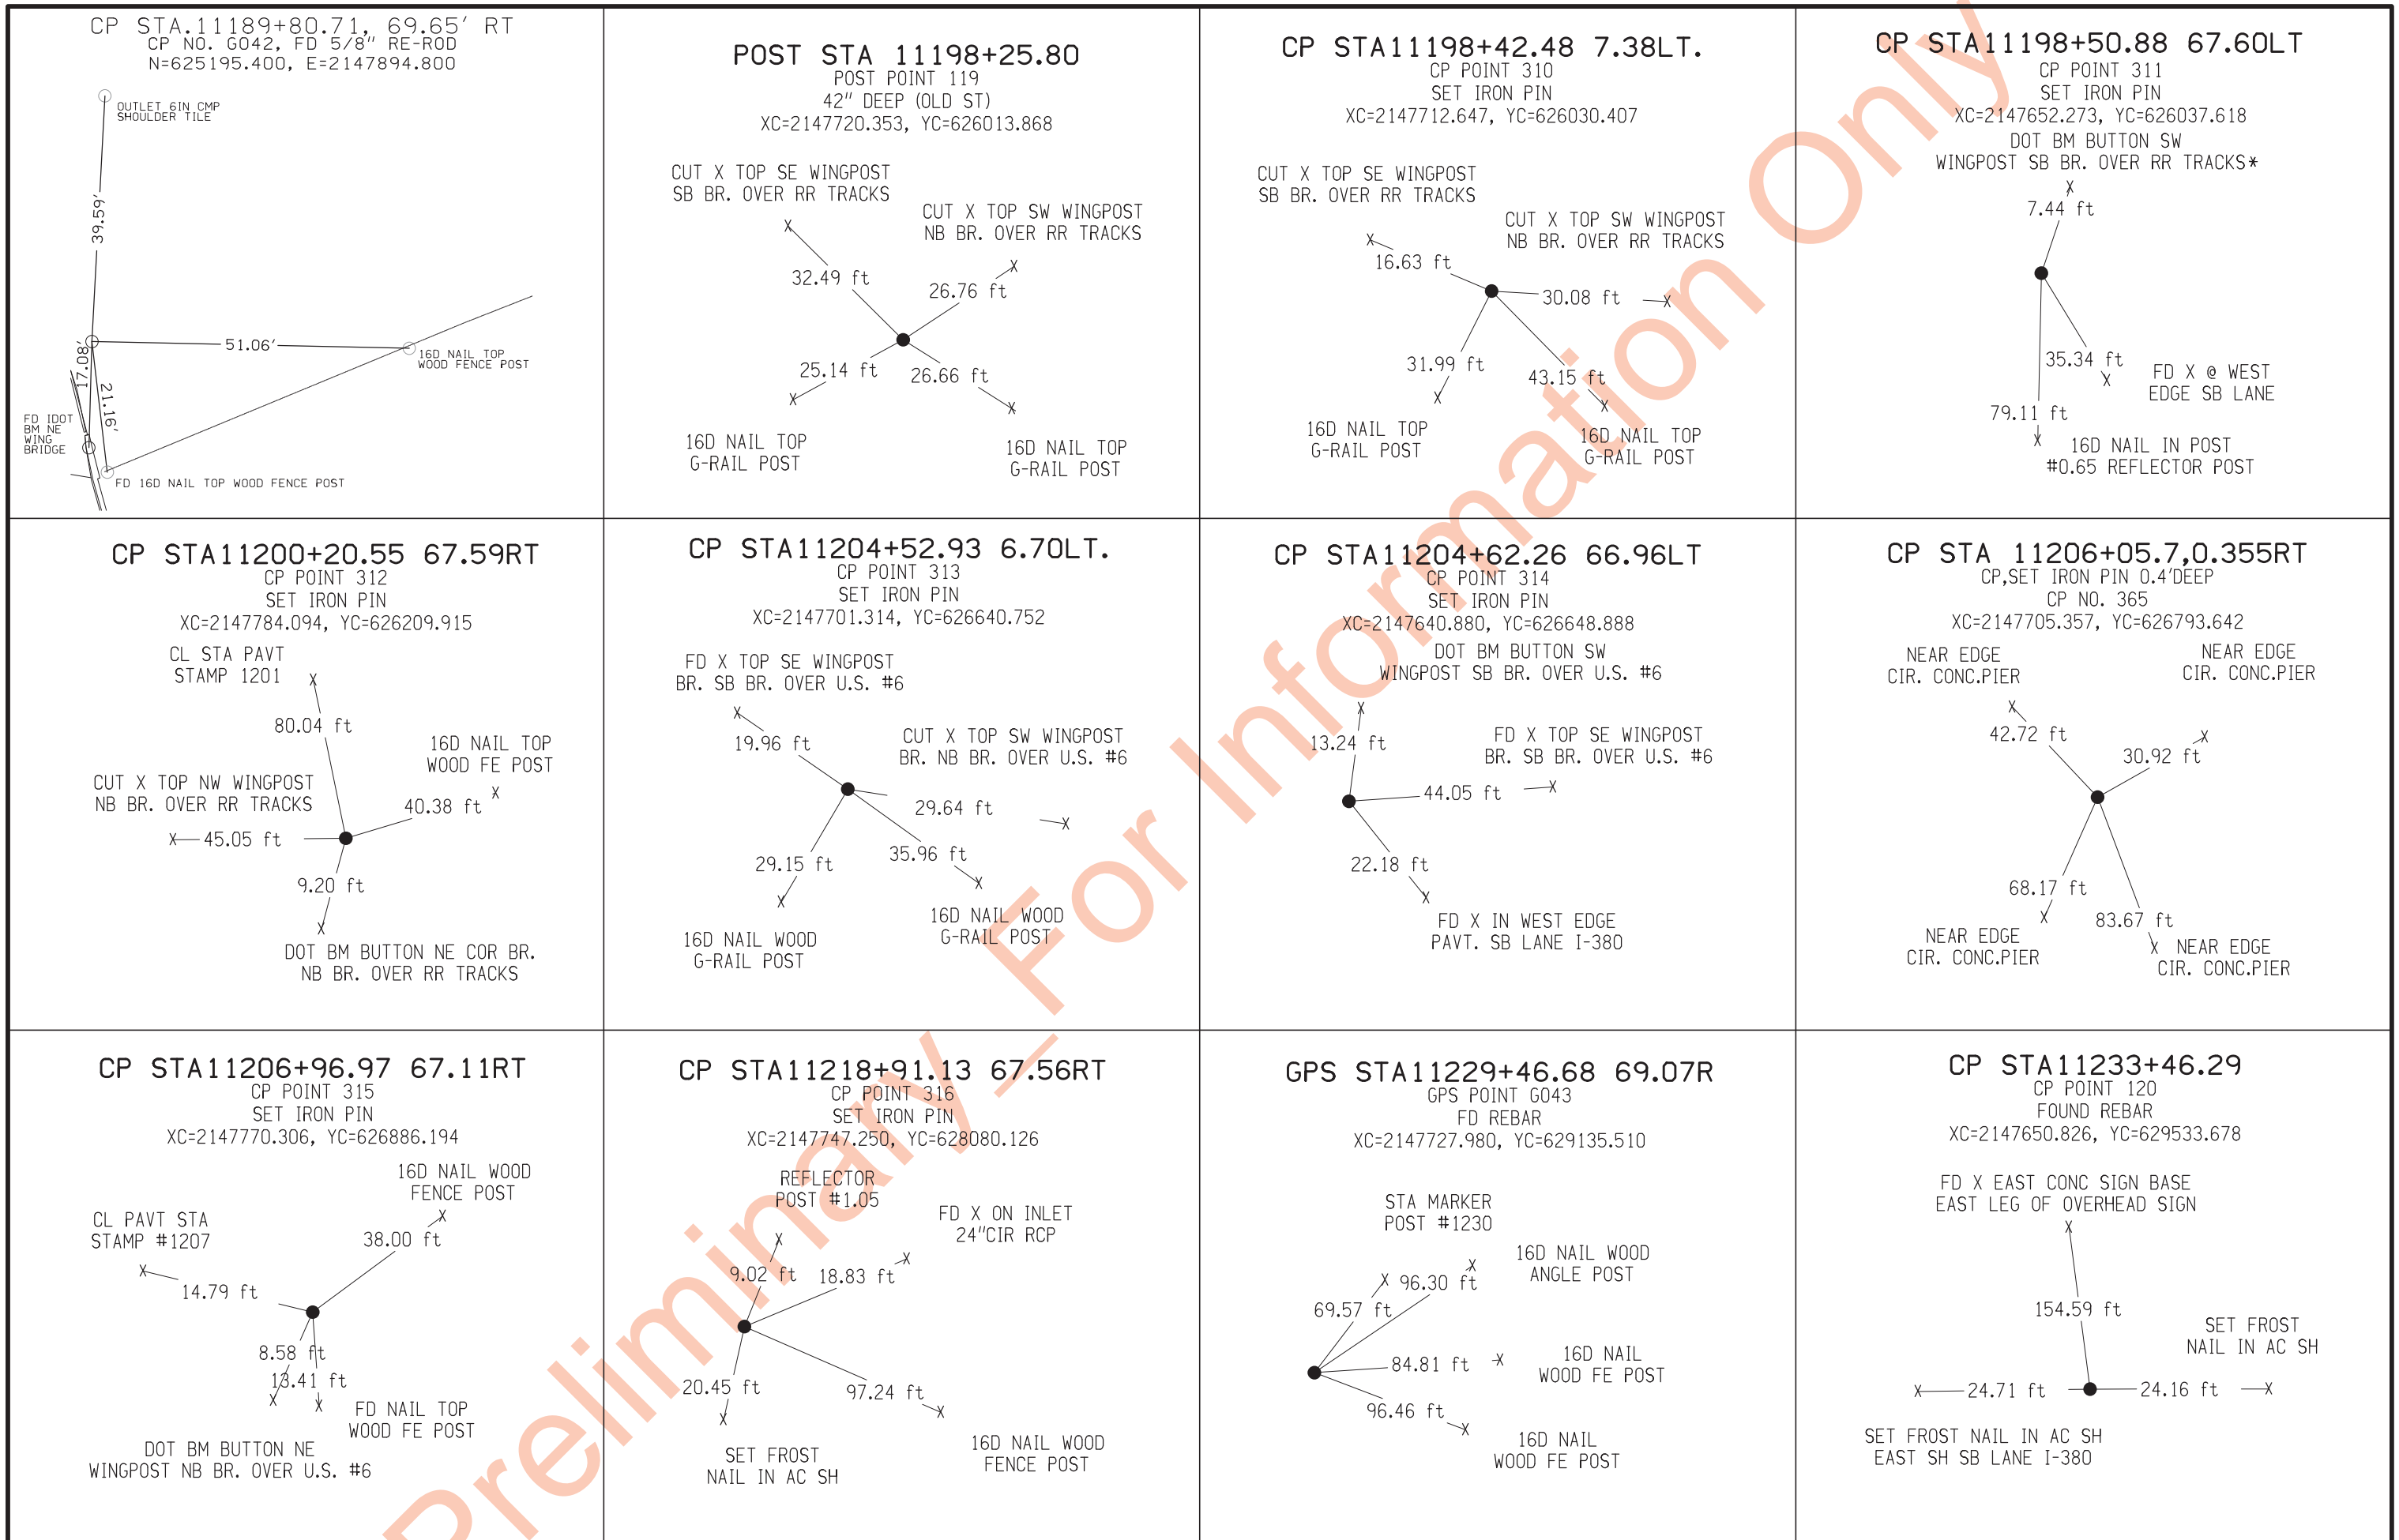 CP STA.11189+80.71, 69.65' RT
CP NO. G042, FD 5/8" RE-ROD
N=625195.400, E=2147894.800
OUTLET 6IN CMP
SHOULDER TILE
39.59'
51.06'
17.08'
21.16'
16D NAIL TOP
WOOD FENCE POST
FD IDOT
BM NE
WING
BRIDGE
FD 16D NAIL TOP WOOD FENCE POST
POST STA 11198+25.80
POST POINT 119
42" DEEP (OLD ST)
XC=2147720.353, YC=626013.868
CUT X TOP SE WINGPOST
SB BR. OVER RR TRACKS
CUT X TOP SW WINGPOST
NB BR. OVER RR TRACKS
X
X
32.49 ft
26.76 ft
25.14 ft
26.66 ft
X
X
16D NAIL TOP
G-RAIL POST
16D NAIL TOP
G-RAIL POST
CP STA11198+42.48 7.38LT.
CP POINT 310
SET IRON PIN
XC=2147712.647, YC=626030.407
CUT X TOP SE WINGPOST
SB BR. OVER RR TRACKS
CUT X TOP SW WINGPOST
NB BR. OVER RR TRACKS
X
16.63 ft
30.08 ft
X
31.99 ft
43.15 ft
X
X
16D NAIL TOP
G-RAIL POST
16D NAIL TOP
G-RAIL POST
CP STA11198+50.88 67.60LT
CP POINT 311
SET IRON PIN
XC=2147652.273, YC=626037.618
DOT BM BUTTON SW
WINGPOST SB BR. OVER RR TRACKS*
X
7.44 ft
35.34 ft
X
FD X @ WEST
EDGE SB LANE
79.11 ft
X
16D NAIL IN POST
#0.65 REFLECTOR POST
CP STA11200+20.55 67.59RT
CP POINT 312
SET IRON PIN
XC=2147784.094, YC=626209.915
CL STA PAVT
STAMP 1201
X
80.04 ft
16D NAIL TOP
WOOD FE POST
CUT X TOP NW WINGPOST
NB BR. OVER RR TRACKS
40.38 ft
X
X
45.05 ft
9.20 ft
X
DOT BM BUTTON NE COR BR.
NB BR. OVER RR TRACKS
CP STA11204+52.93 6.70LT.
CP POINT 313
SET IRON PIN
XC=2147701.314, YC=626640.752
FD X TOP SE WINGPOST
BR. SB BR. OVER U.S. #6
X
19.96 ft
CUT X TOP SW WINGPOST
BR. NB BR. OVER U.S. #6
29.64 ft
X
29.15 ft
35.96 ft
X
X
16D NAIL WOOD
G-RAIL POST
16D NAIL WOOD
G-RAIL POST
CP STA11204+62.26 66.96LT
CP POINT 314
SET IRON PIN
XC=2147640.880, YC=626648.888
DOT BM BUTTON SW
WINGPOST SB BR. OVER U.S. #6
X
13.24 ft
FD X TOP SE WINGPOST
BR. SB BR. OVER U.S. #6
44.05 ft
X
22.18 ft
X
FD X IN WEST EDGE
PAVT. SB LANE I-380
CP STA 11206+05.7,0.355RT
CP,SET IRON PIN 0.4'DEEP
CP NO. 365
XC=2147705.357, YC=626793.642
NEAR EDGE
CIR. CONC.PIER
NEAR EDGE
CIR. CONC.PIER
X
42.72 ft
X
30.92 ft
68.17 ft
X
83.67 ft
X
NEAR EDGE
CIR. CONC.PIER
NEAR EDGE
CIR. CONC.PIER
CP STA11206+96.97 67.11RT
CP POINT 315
SET IRON PIN
XC=2147770.306, YC=626886.194
16D NAIL WOOD
FENCE POST
CL PAVT STA
STAMP #1207
X
38.00 ft
X
14.79 ft
8.58 ft
13.41 ft
X
X
FD NAIL TOP
WOOD FE POST
DOT BM BUTTON NE
WINGPOST NB BR. OVER U.S. #6
CP STA11218+91.13 67.56RT
CP POINT 316
SET IRON PIN
XC=2147747.250, YC=628080.126
REFLECTOR
POST #1.05
FD X ON INLET
24"CIR RCP
X
9.02 ft
18.83 ft
X
20.45 ft
X
97.24 ft
X
SET FROST
NAIL IN AC SH
16D NAIL WOOD
FENCE POST
GPS STA11229+46.68 69.07R
GPS POINT G043
FD REBAR
XC=2147727.980, YC=629135.510
STA MARKER
POST #1230
16D NAIL WOOD
ANGLE POST
X
X
96.30 ft
69.57 ft
84.81 ft
X
16D NAIL
WOOD FE POST
96.46 ft
X
16D NAIL
WOOD FE POST
CP STA11233+46.29
CP POINT 120
FOUND REBAR
XC=2147650.826, YC=629533.678
FD X EAST CONC SIGN BASE
EAST LEG OF OVERHEAD SIGN
X
154.59 ft
SET FROST
NAIL IN AC SH
X
24.71 ft
24.16 ft
X
SET FROST NAIL IN AC SH
EAST SH SB LANE I-380
Preliminary_For Information Only